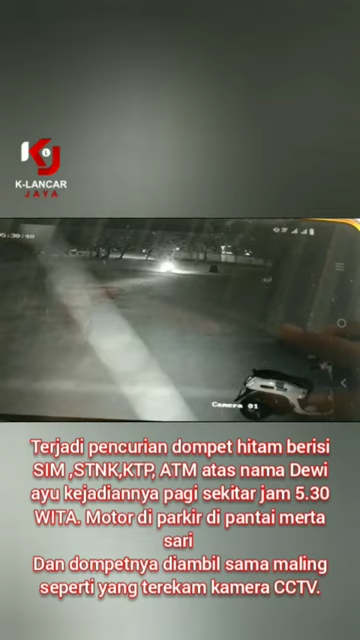 K-LANCAR
JAYA
Camera 01
Terjadi pencurian dompet hitam berisi
SIM ,STNK,KTP, ATM atas nama Dewi
ayu kejadiannya pagi sekitar jam 5.30
WITA. Motor di parkir di pantai merta
sari
Dan dompetnya diambil sama maling
seperti yang terekam kamera CCTV.